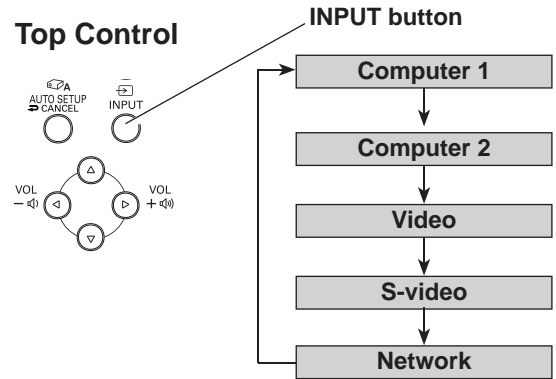 Top Control
INPUT button
A
AUTO SETUP
CANCEL
INPUT
VOL
−
VOL
+
Computer 1
Computer 2
Video
S-video
Network